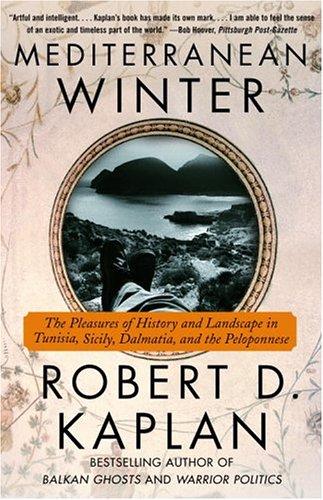 "Artful and intelligent. . . . Kaplan's book has made its own mark. . . . I am able to feel the sense
of an exotic and timeless part of the world." —Bob Hoover, Pittsburgh Post-Gazette
MEDITERRANEAN
WINTER
The Pleasures of History and Landscape in
Tunisia, Sicily, Dalmatia, and the Peloponnese
ROBERT D.
KAPLAN
BESTSELLING AUTHOR OF
BALKAN GHOSTS AND WARRIOR POLITICS